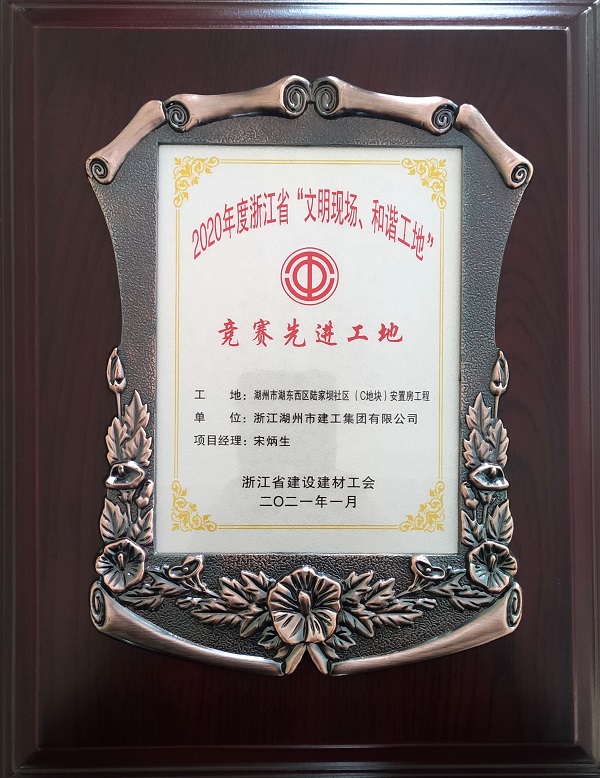 2020年度浙江省“文明现场、和谐工地”
竞赛先进工地
工 地：湖州市湖东西区陆家坝社区（C地块）安置房工程
单 位：浙江湖州市建工集团有限公司
项目经理：宋炳生
浙江省建设建材工会
二〇二一年一月